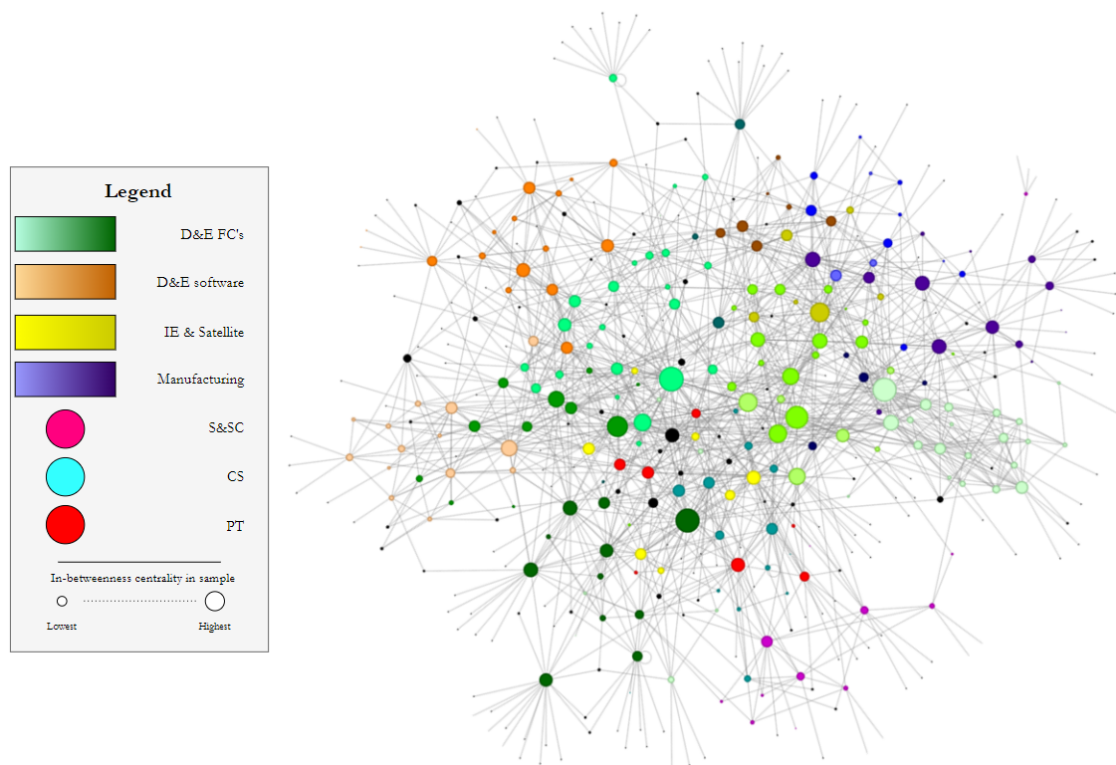 Legend
D&E FC's
D&E software
IE & Satellite
Manufacturing
S&SC
CS
PT
In-betweenness centrality in sample
Lowest
Highest